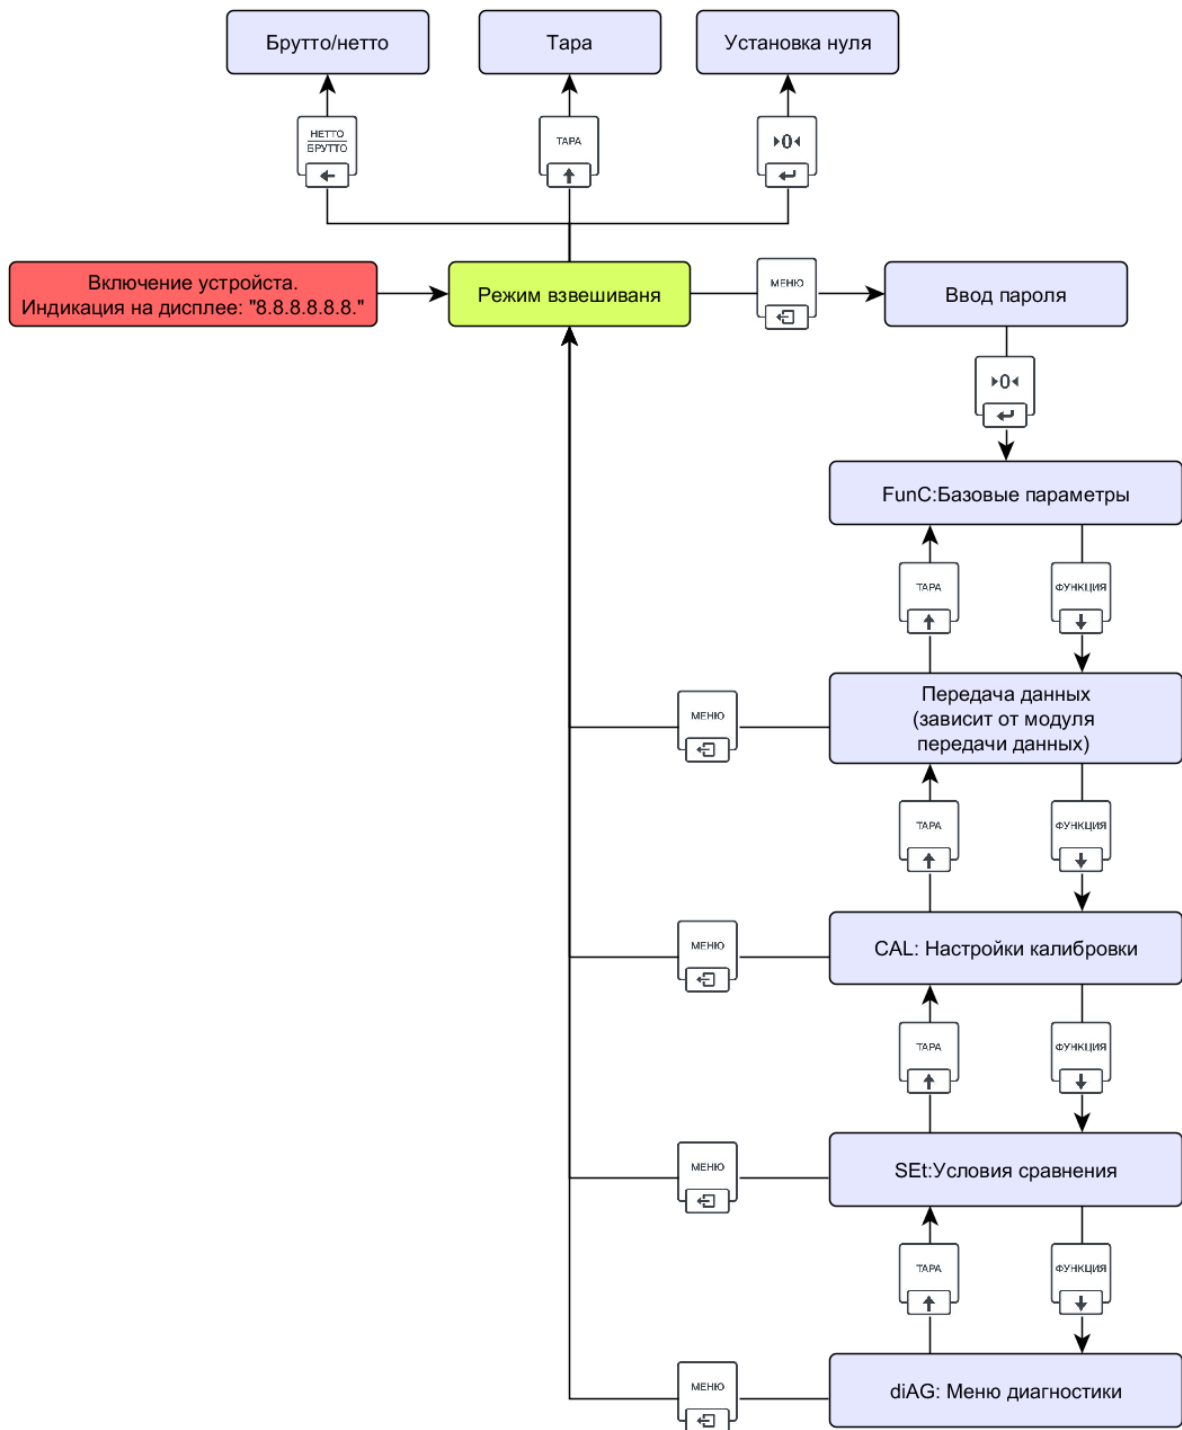 Брутто/нетто
Тара
Установка нуля
НЕТТО
БРУТТО
ТАРА
0
Включение устройста.
Индикация на дисплее: "8.8.8.8.8.8."
Режим взвешиваня
МЕНЮ
Ввод пароля
0
FunC:Базовые параметры
ТАРА
ФУНКЦИЯ
Передача данных
(зависит от модуля
передачи данных)
МЕНЮ
ТАРА
ФУНКЦИЯ
CAL: Настройки калибровки
МЕНЮ
ТАРА
ФУНКЦИЯ
SEt:Условия сравнения
МЕНЮ
ТАРА
ФУНКЦИЯ
diAG: Меню диагностики
МЕНЮ